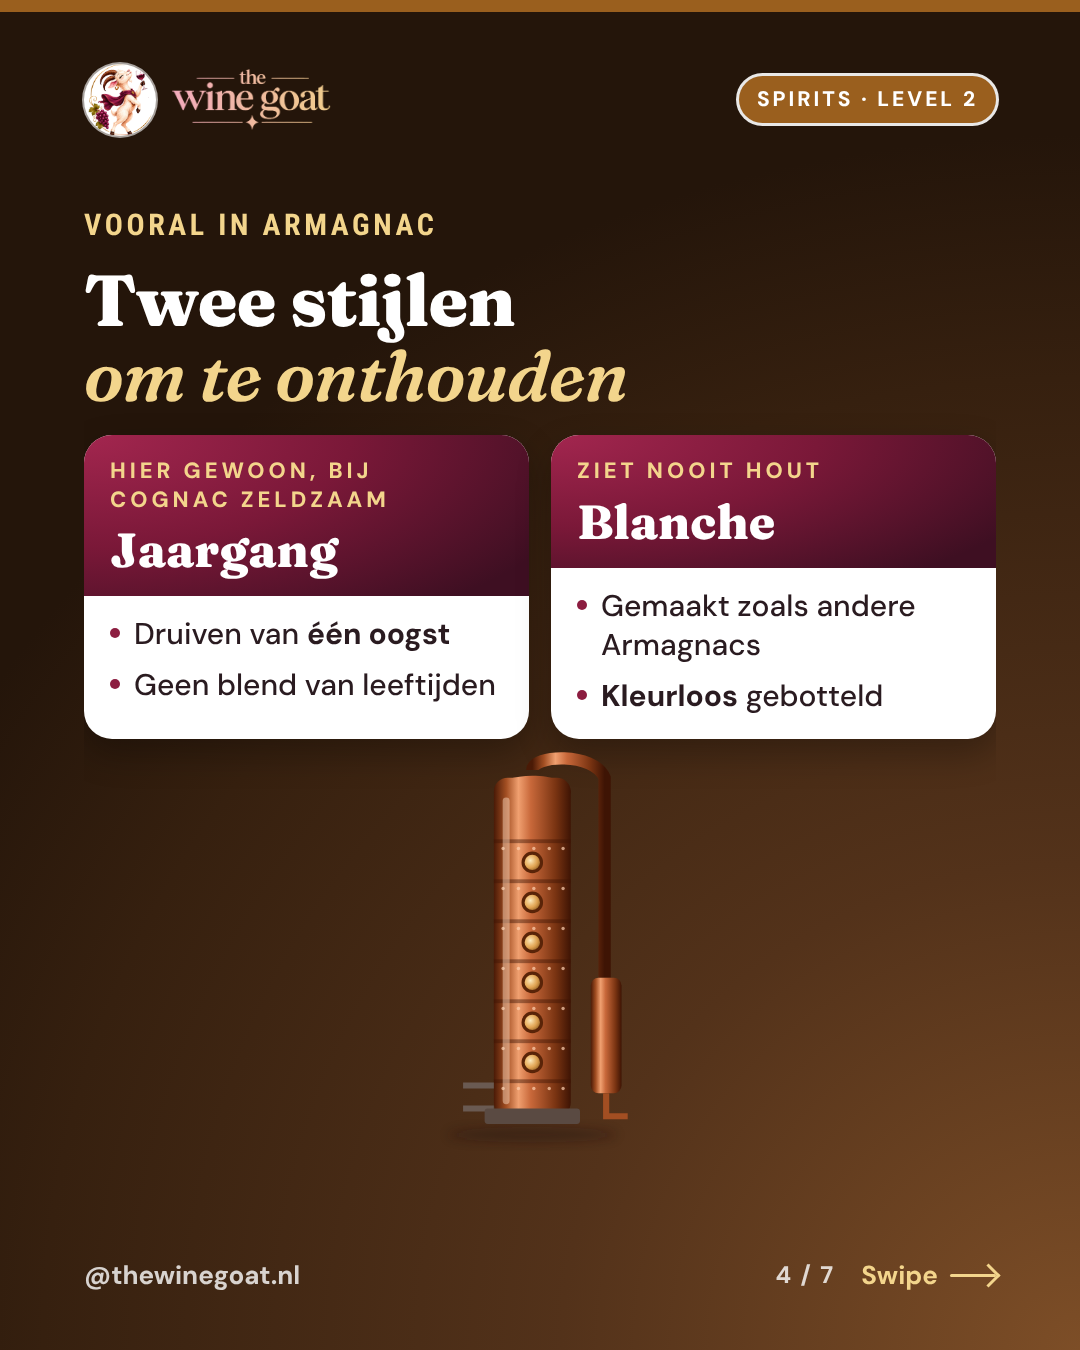 the
wine goat
SPIRITS · LEVEL 2
VOORAL IN ARMAGNAC
Twee stijlen
om te onthouden
HIER GEWOON, BIJ
COGNAC ZELDZAAM
Jaargang
• Druiven van één oogst
• Geen blend van leeftijden
ZIET NOOIT HOUT
Blanche
• Gemaakt zoals andere
Armagnacs
• Kleurloos gebotteld
@thewinegoat.nl
4 / 7
Swipe →